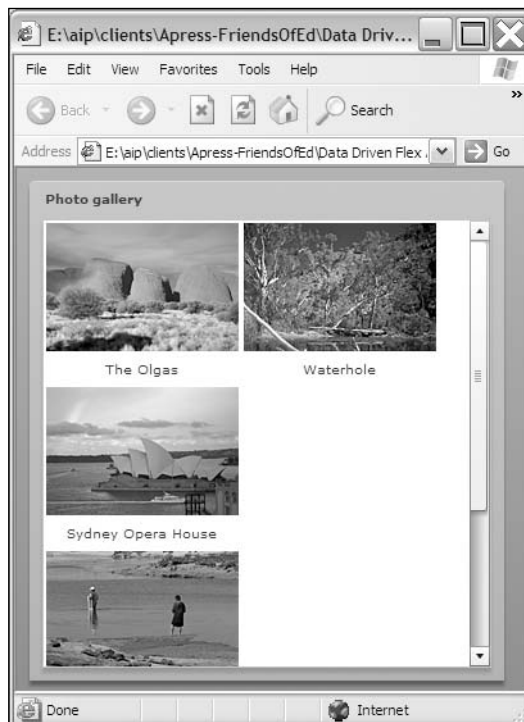 E:\aip\clients\Apress-FriendsOfEd\Data Driv...
File Edit View Favorites Tools Help
Back Search
Address E:\aip\clients\Apress-FriendsOfEd\Data Driven Flex Go
Photo gallery
The Olgas Waterhole
Sydney Opera House
Done Internet